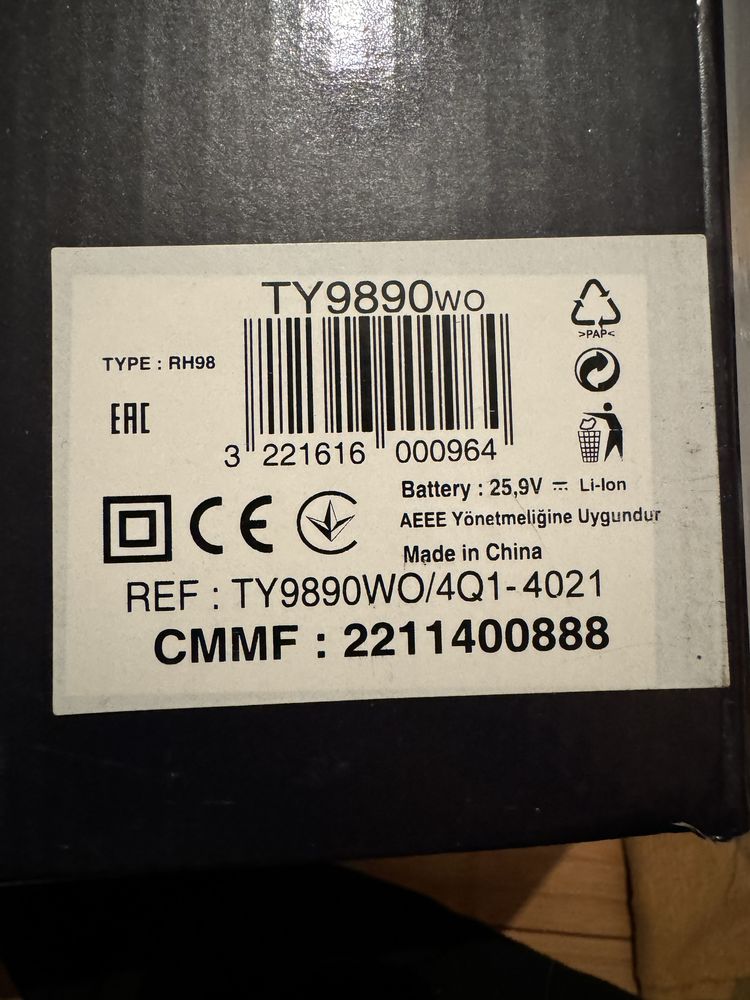 TY9890WO
>PAP<
TYPE : RH98
EAC
3 221616 000964
CE
Battery : 25,9V ⎓ Li-Ion
AEEE Yönetmeliğine Uygundur
Made in China
REF : TY9890WO/4Q1-4021
CMMF : 2211400888